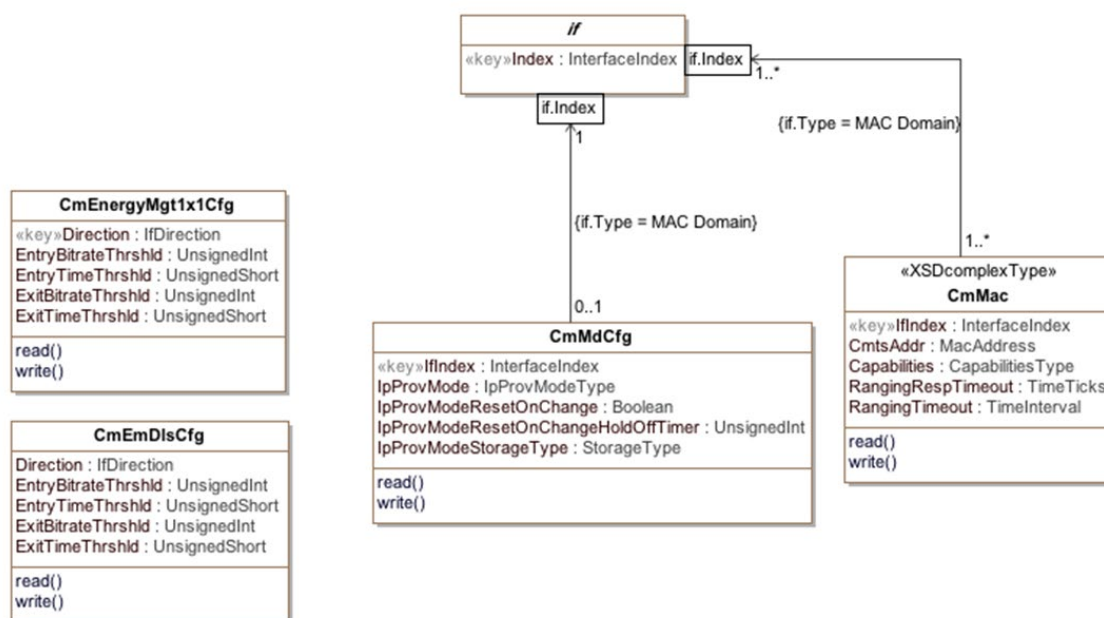 if
«key»Index : InterfaceIndex
if.Index
1..*
if.Index
1
{if.Type = MAC Domain}
{if.Type = MAC Domain}
1..*
0..1
CmEnergyMgt1x1Cfg
«key»Direction : IfDirection
EntryBitrateThrshld : UnsignedInt
EntryTimeThrshld : UnsignedShort
ExitBitrateThrshld : UnsignedInt
ExitTimeThrshld : UnsignedShort
read()
write()
CmEmDlsCfg
Direction : IfDirection
EntryBitrateThrshld : UnsignedInt
EntryTimeThrshld : UnsignedShort
ExitBitrateThrshld : UnsignedInt
ExitTimeThrshld : UnsignedShort
read()
write()
CmMdCfg
«key»IfIndex : InterfaceIndex
IpProvMode : IpProvModeType
IpProvModeResetOnChange : Boolean
IpProvModeResetOnChangeHoldOffTimer : UnsignedInt
IpProvModeStorageType : StorageType
read()
write()
«XSDcomplexType»
CmMac
«key»IfIndex : InterfaceIndex
CmtsAddr : MacAddress
Capabilities : CapabilitiesType
RangingRespTimeout : TimeTicks
RangingTimeout : TimeInterval
read()
write()